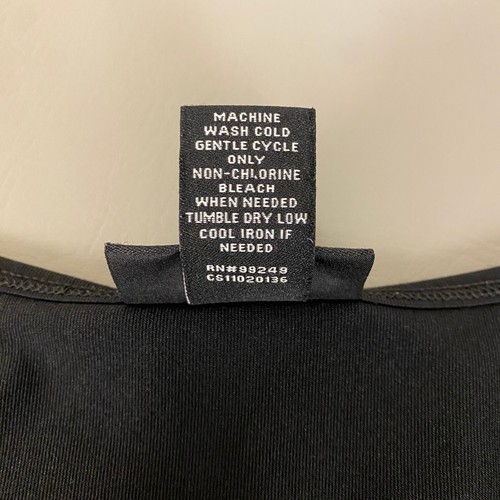 MACHINE
WASH COLD
GENTLE CYCLE
ONLY
NON-CHLORINE
BLEACH
WHEN NEEDED
TUMBLE DRY LOW
COOL IRON IF
NEEDED
RN#99249
CS11020136